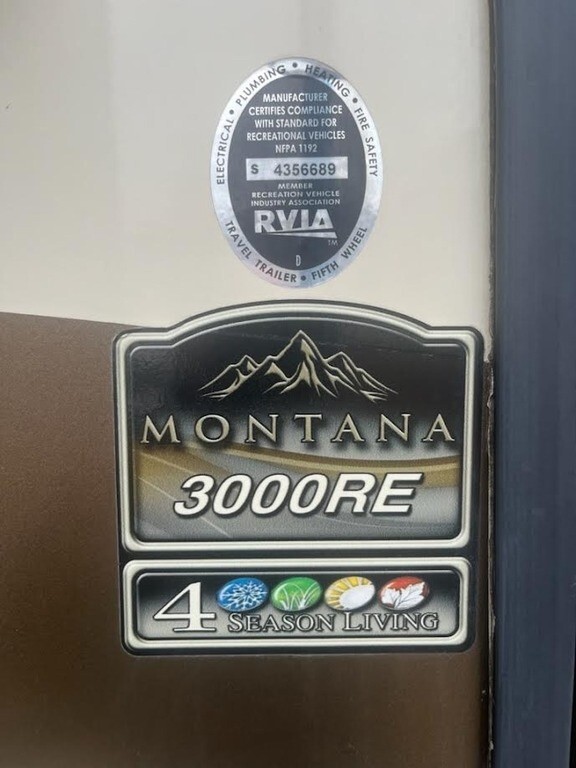 ELECTRICAL • PLUMBING • HEATING • FIRE SAFETY
MANUFACTURER
CERTIFIES COMPLIANCE
WITH STANDARD FOR
RECREATIONAL VEHICLES
NFPA 1192
S 4356689
MEMBER
RECREATION VEHICLE
INDUSTRY ASSOCIATION
RVIA
TM
D
TRAVEL TRAILER • FIFTH WHEEL
MONTANA
3000RE
4 SEASON LIVING